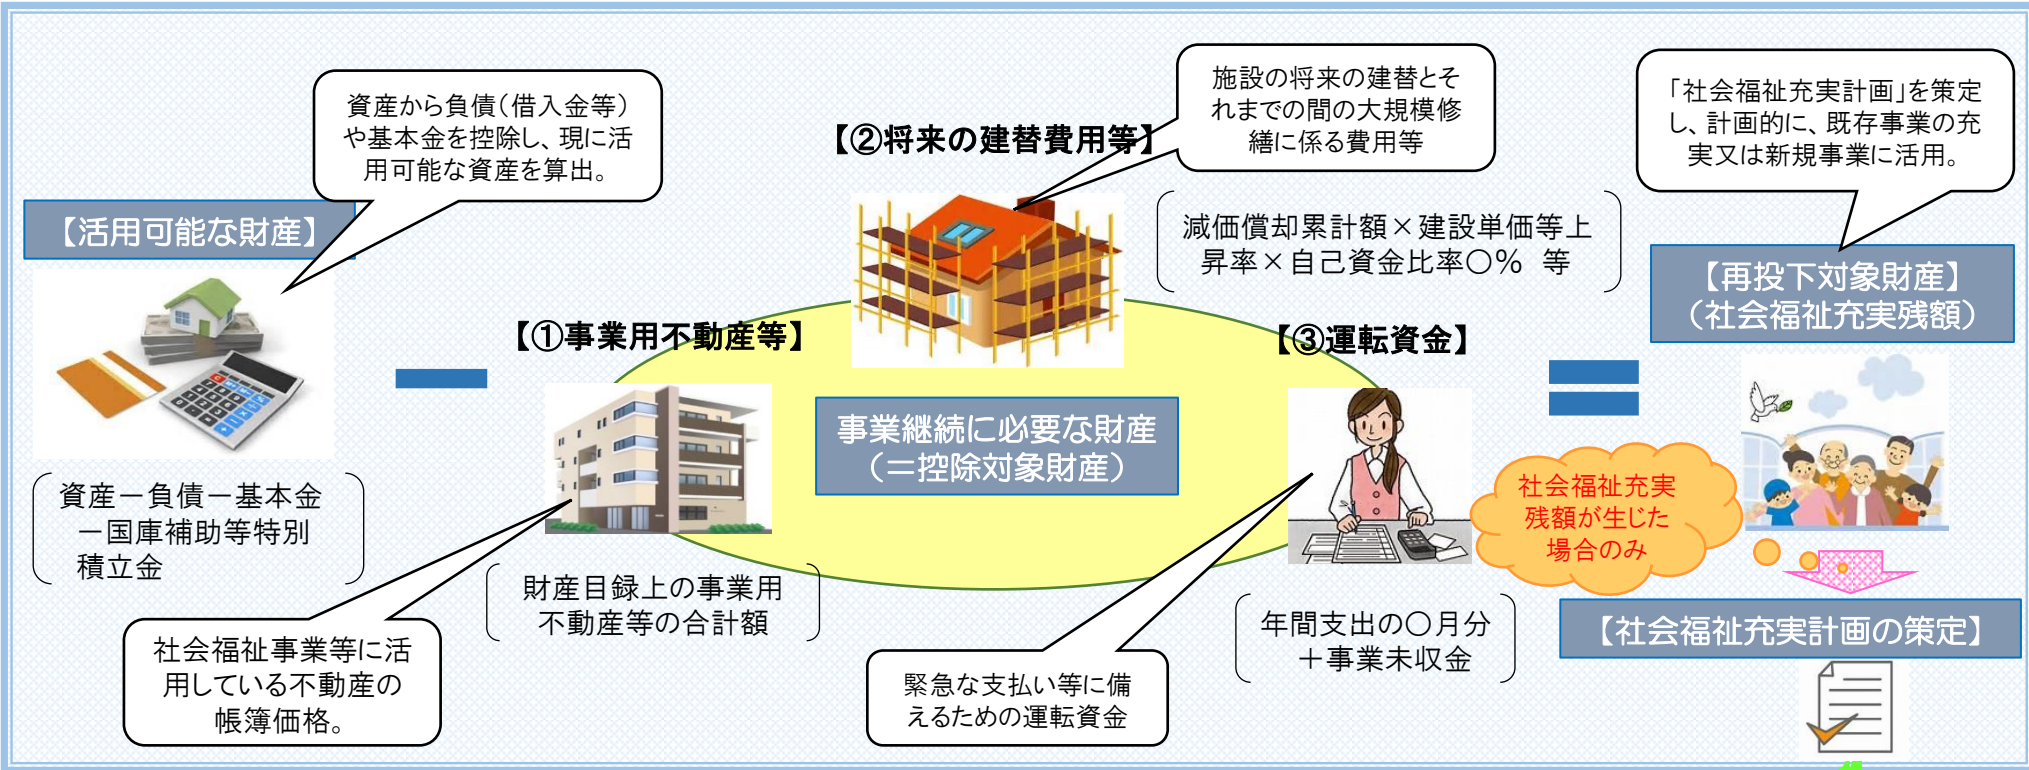 資産から負債(借入金等)
や基本金を控除し、現に活
用可能な資産を算出。
【活用可能な財産】
資産－負債－基本金
－国庫補助等特別
積立金
【①事業用不動産等】
社会福祉事業等に活
用している不動産の
帳簿価格。
財産目録上の事業用
不動産等の合計額
【②将来の建替費用等】
施設の将来の建替とそ
れまでの間の大規模修
繕に係る費用等
減価償却累計額×建設単価等上
昇率×自己資金比率〇% 等
事業継続に必要な財産
(＝控除対象財産)
【③運転資金】
緊急な支払い等に備
えるための運転資金
年間支出の〇月分
＋事業未収金
「社会福祉充実計画」を策定
し、計画的に、既存事業の充
実又は新規事業に活用。
【再投下対象財産】
(社会福祉充実残額)
社会福祉充実
残額が生じた
場合のみ
【社会福祉充実計画の策定】